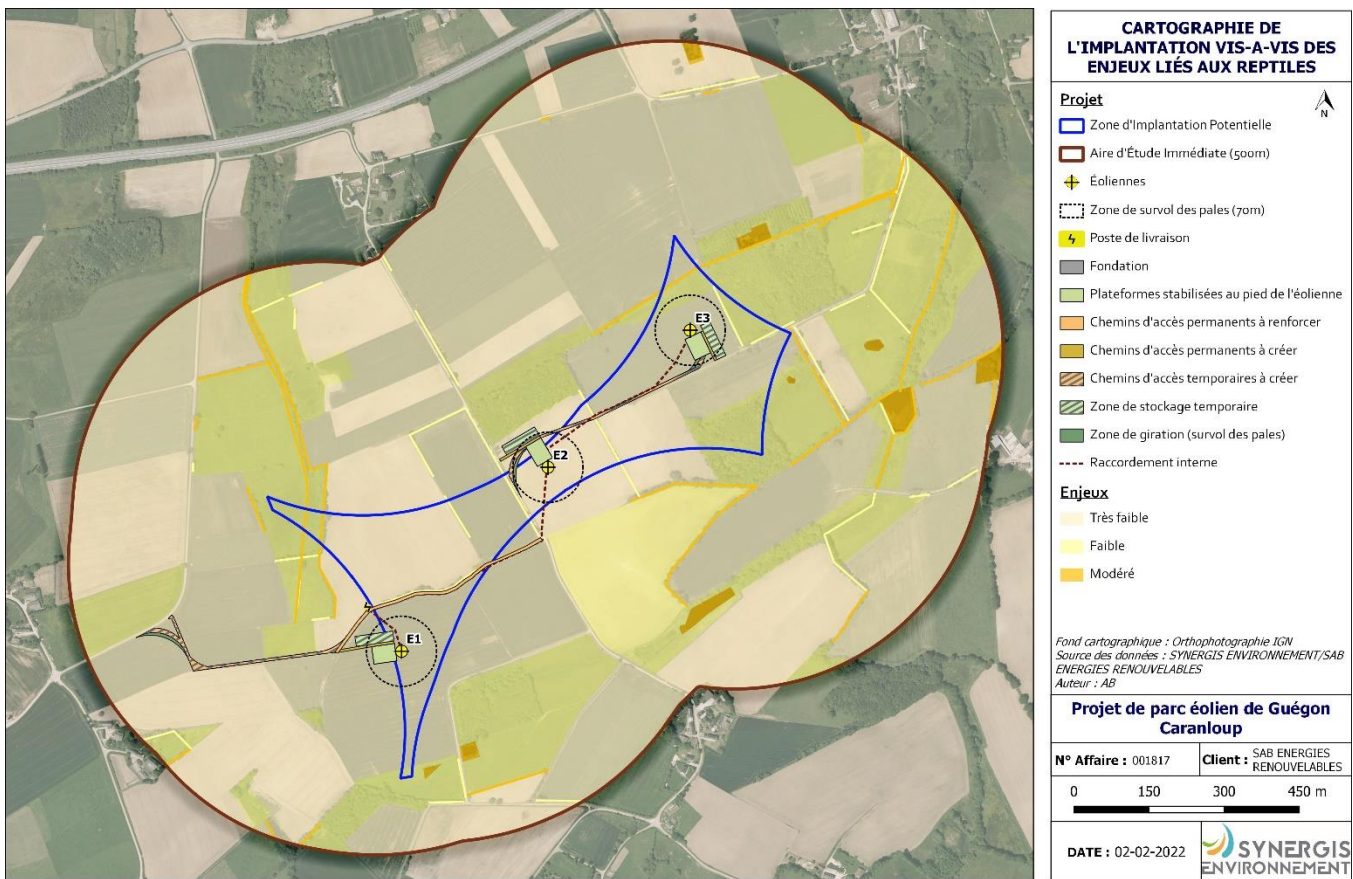 CARTOGRAPHIE DE
L'IMPLANTATION VIS-A-VIS DES
ENJEUX LIÉS AUX REPTILES
Projet
N
Zone d'Implantation Potentielle
Aire d'Étude Immédiate (500m)
Éoliennes
Zone de survol des pales (70m)
Poste de livraison
Fondation
Plateformes stabilisées au pied de l'éolienne
Chemins d'accès permanents à renforcer
Chemins d'accès permanents à créer
Chemins d'accès temporaires à créer
Zone de stockage temporaire
Zone de giration (survol des pales)
Raccordement interne
Enjeux
Très faible
Faible
Modéré
Fond cartographique : Orthophotographie IGN
Source des données : SYNERGIS ENVIRONNEMENT/SAB
ENERGIES RENOUVELABLES
Auteur : AB
Projet de parc éolien de Guégon
Caranloup
N° Affaire : 001817
Client : SAB ENERGIES
RENOUVELABLES
0 150 300 450 m
DATE : 02-02-2022
SYNERGIS
ENVIRONNEMENT
E3
E2
E1